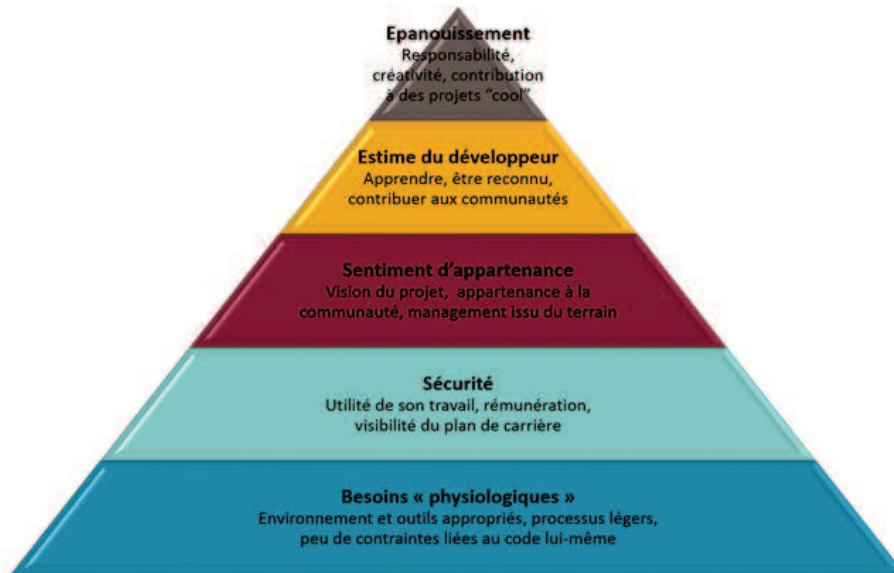 Epanouissement
Responsabilité,
créativité, contribution
à des projets “cool”
Estime du développeur
Apprendre, être reconnu,
contribuer aux communautés
Sentiment d’appartenance
Vision du projet, appartenance à la
communauté, management issu du terrain
Sécurité
Utilité de son travail, rémunération,
visibilité du plan de carrière
Besoins « physiologiques »
Environnement et outils appropriés, processus légers,
peu de contraintes liées au code lui-même